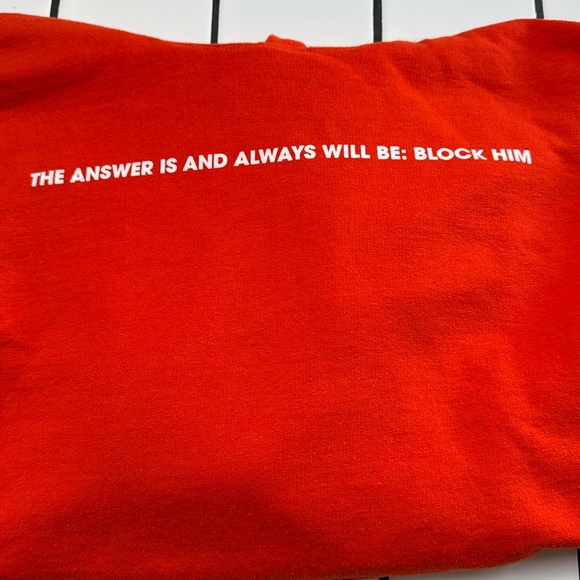 THE ANSWER IS AND ALWAYS WILL BE: BLOCK HIM